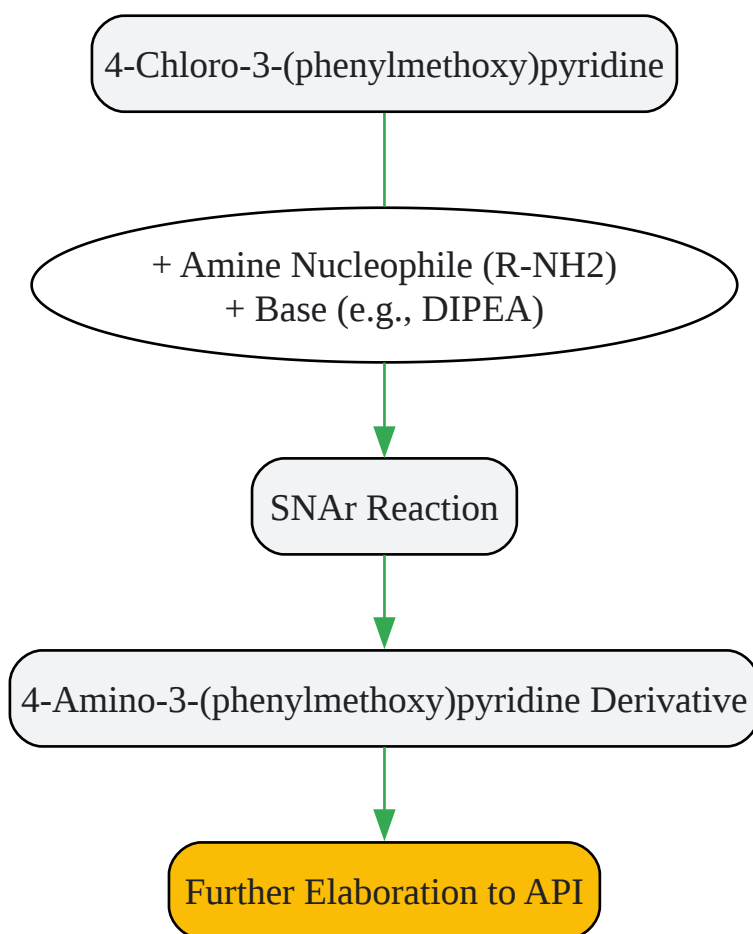 4-Chloro-3-(phenylmethoxy)pyridine
+ Amine Nucleophile (R-NH2)
+ Base (e.g., DIPEA)
SNAr Reaction
4-Amino-3-(phenylmethoxy)pyridine Derivative
Further Elaboration to API